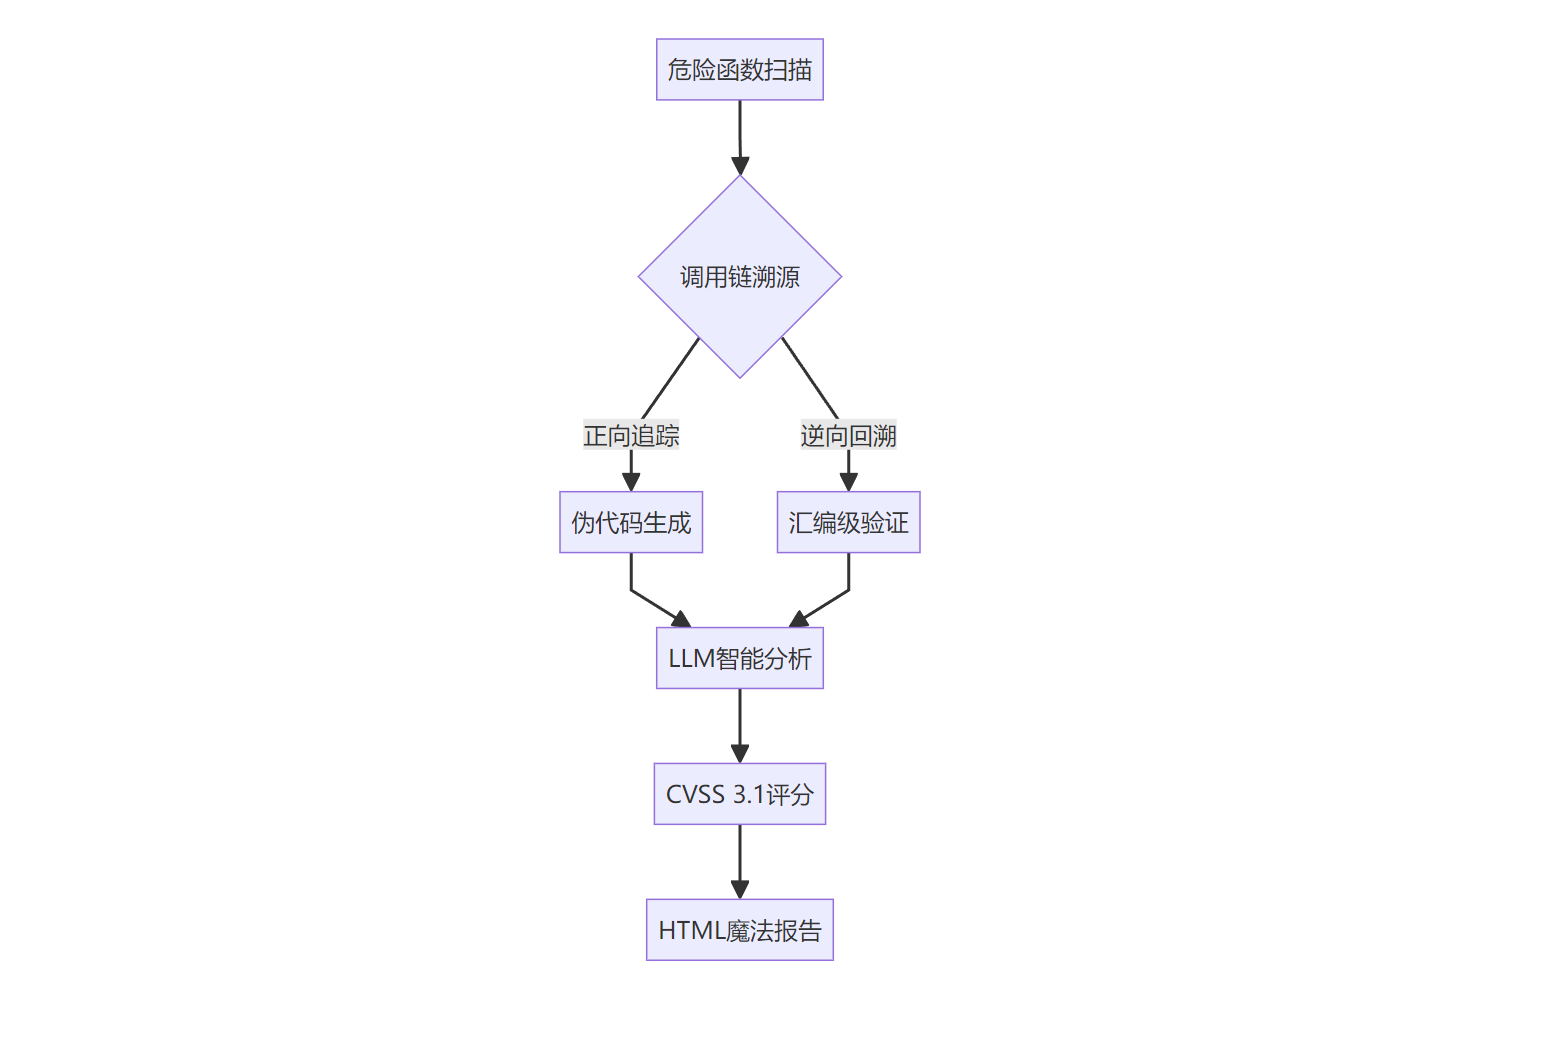 危险函数扫描
调用链溯源
正向追踪
逆向回溯
伪代码生成
汇编级验证
LLM智能分析
CVSS 3.1评分
HTML魔法报告